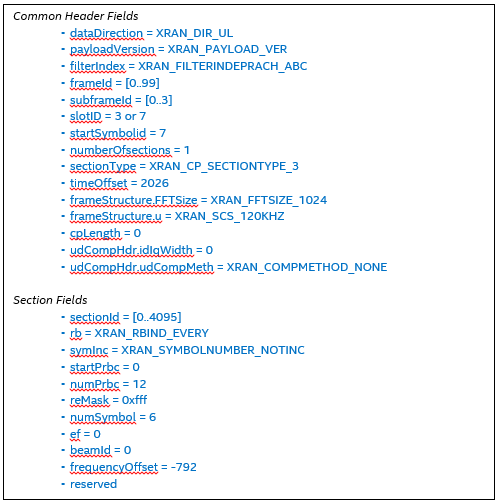 Common Header Fields
- dataDirection = XRAN_DIR_UL
- payloadVersion = XRAN_PAYLOAD_VER
- filterIndex = XRAN_FILTERINDEPRACH_ABC
- frameId = [0..99]
- subframeId = [0..3]
- slotID = 3 or 7
- startSymbolid = 7
- numberOfsections = 1
- sectionType = XRAN_CP_SECTIONTYPE_3
- timeOffset = 2026
- frameStructure.FFTSize = XRAN_FFTSIZE_1024
- frameStructure.u = XRAN_SCS_120KHZ
- cpLength = 0
- udCompHdr.idIqWidth = 0
- udCompHdr.udCompMeth = XRAN_COMPMETHOD_NONE
Section Fields
- sectionId = [0..4095]
- rb = XRAN_RBIND_EVERY
- symInc = XRAN_SYMBOLNUMBER_NOTINC
- startPrbc = 0
- numPrbc = 12
- reMask = 0xfff
- numSymbol = 6
- ef = 0
- beamId = 0
- frequencyOffset = -792
- reserved